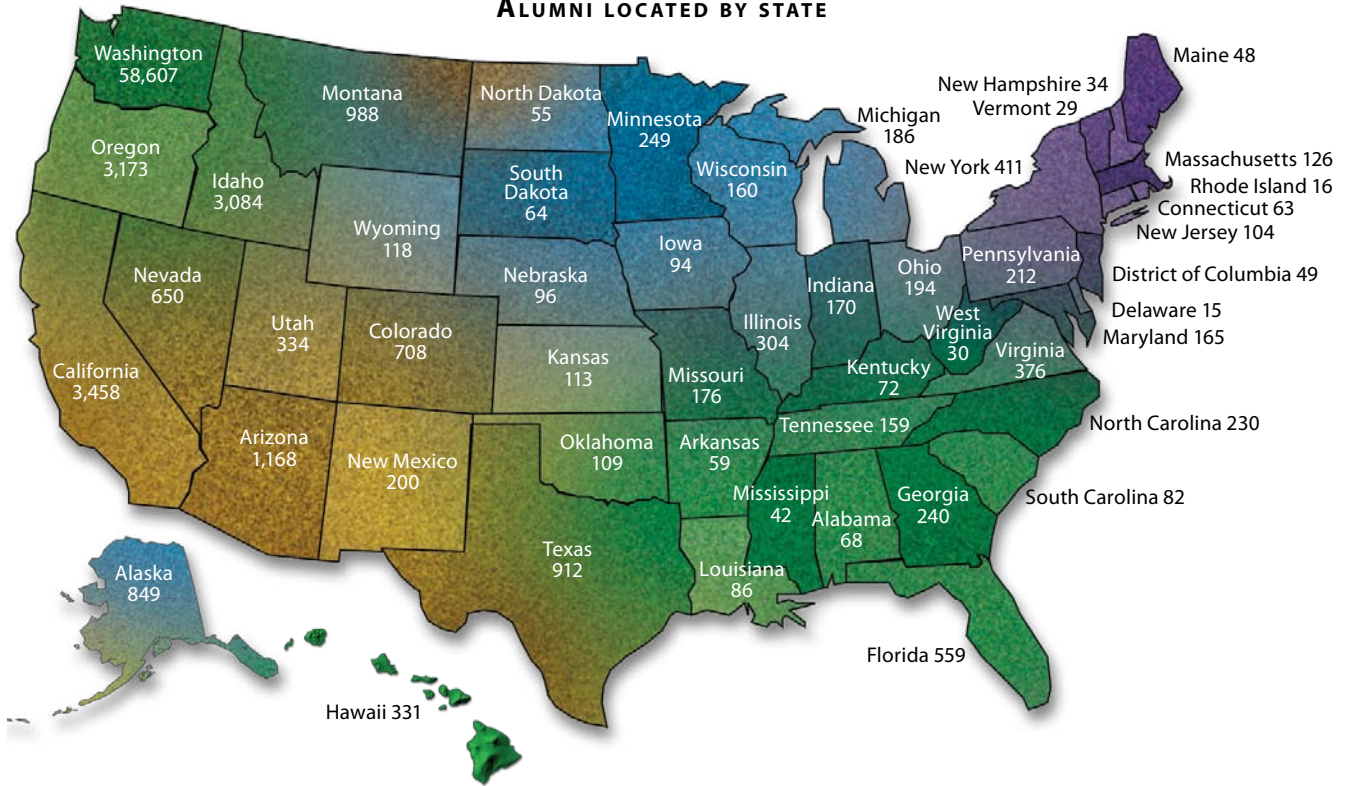 ALUMNI LOCATED BY STATE
Washington
58,607
Oregon
3,173
Idaho
3,084
Montana
988
North Dakota
55
Minnesota
249
South
Dakota
64
Wisconsin
160
Michigan
186
New Hampshire 34
Vermont 29
Maine 48
New York 411
Massachusetts 126
Rhode Island 16
Connecticut 63
New Jersey 104
Wyoming
118
Nevada
650
Utah
334
Colorado
708
Nebraska
96
Iowa
94
Illinois
304
Indiana
170
Ohio
194
Pennsylvania
212
District of Columbia 49
Delaware 15
Maryland 165
West
Virginia
30
Virginia
376
California
3,458
Kansas
113
Missouri
176
Kentucky
72
Arizona
1,168
New Mexico
200
Oklahoma
109
Arkansas
59
Tennessee 159
North Carolina 230
South Carolina 82
Mississippi
42
Alabama
68
Georgia
240
Texas
912
Louisiana
86
Alaska
849
Hawaii 331
Florida 559